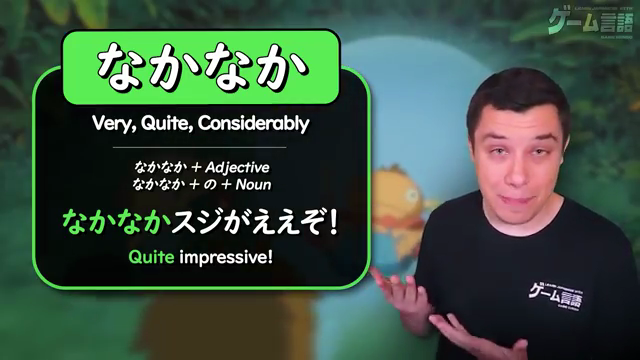 なかなか
Very, Quite, Considerably
なかなか + Adjective
なかなか + の + Noun
なかなかスジがええぞ!
Quite impressive!
ゲーム言語
ゲーム言語